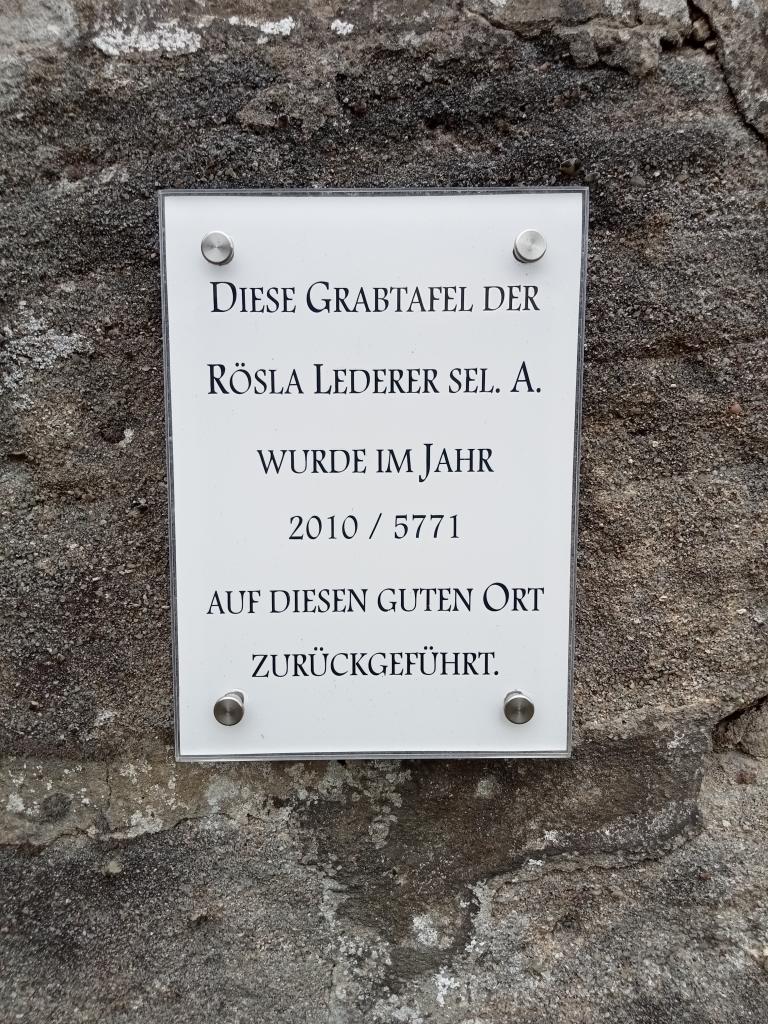 Diese Grabtafel der
Rösla Lederer sel. A.
wurde im Jahr
2010 / 5771
auf diesen guten Ort
zurückgeführt.